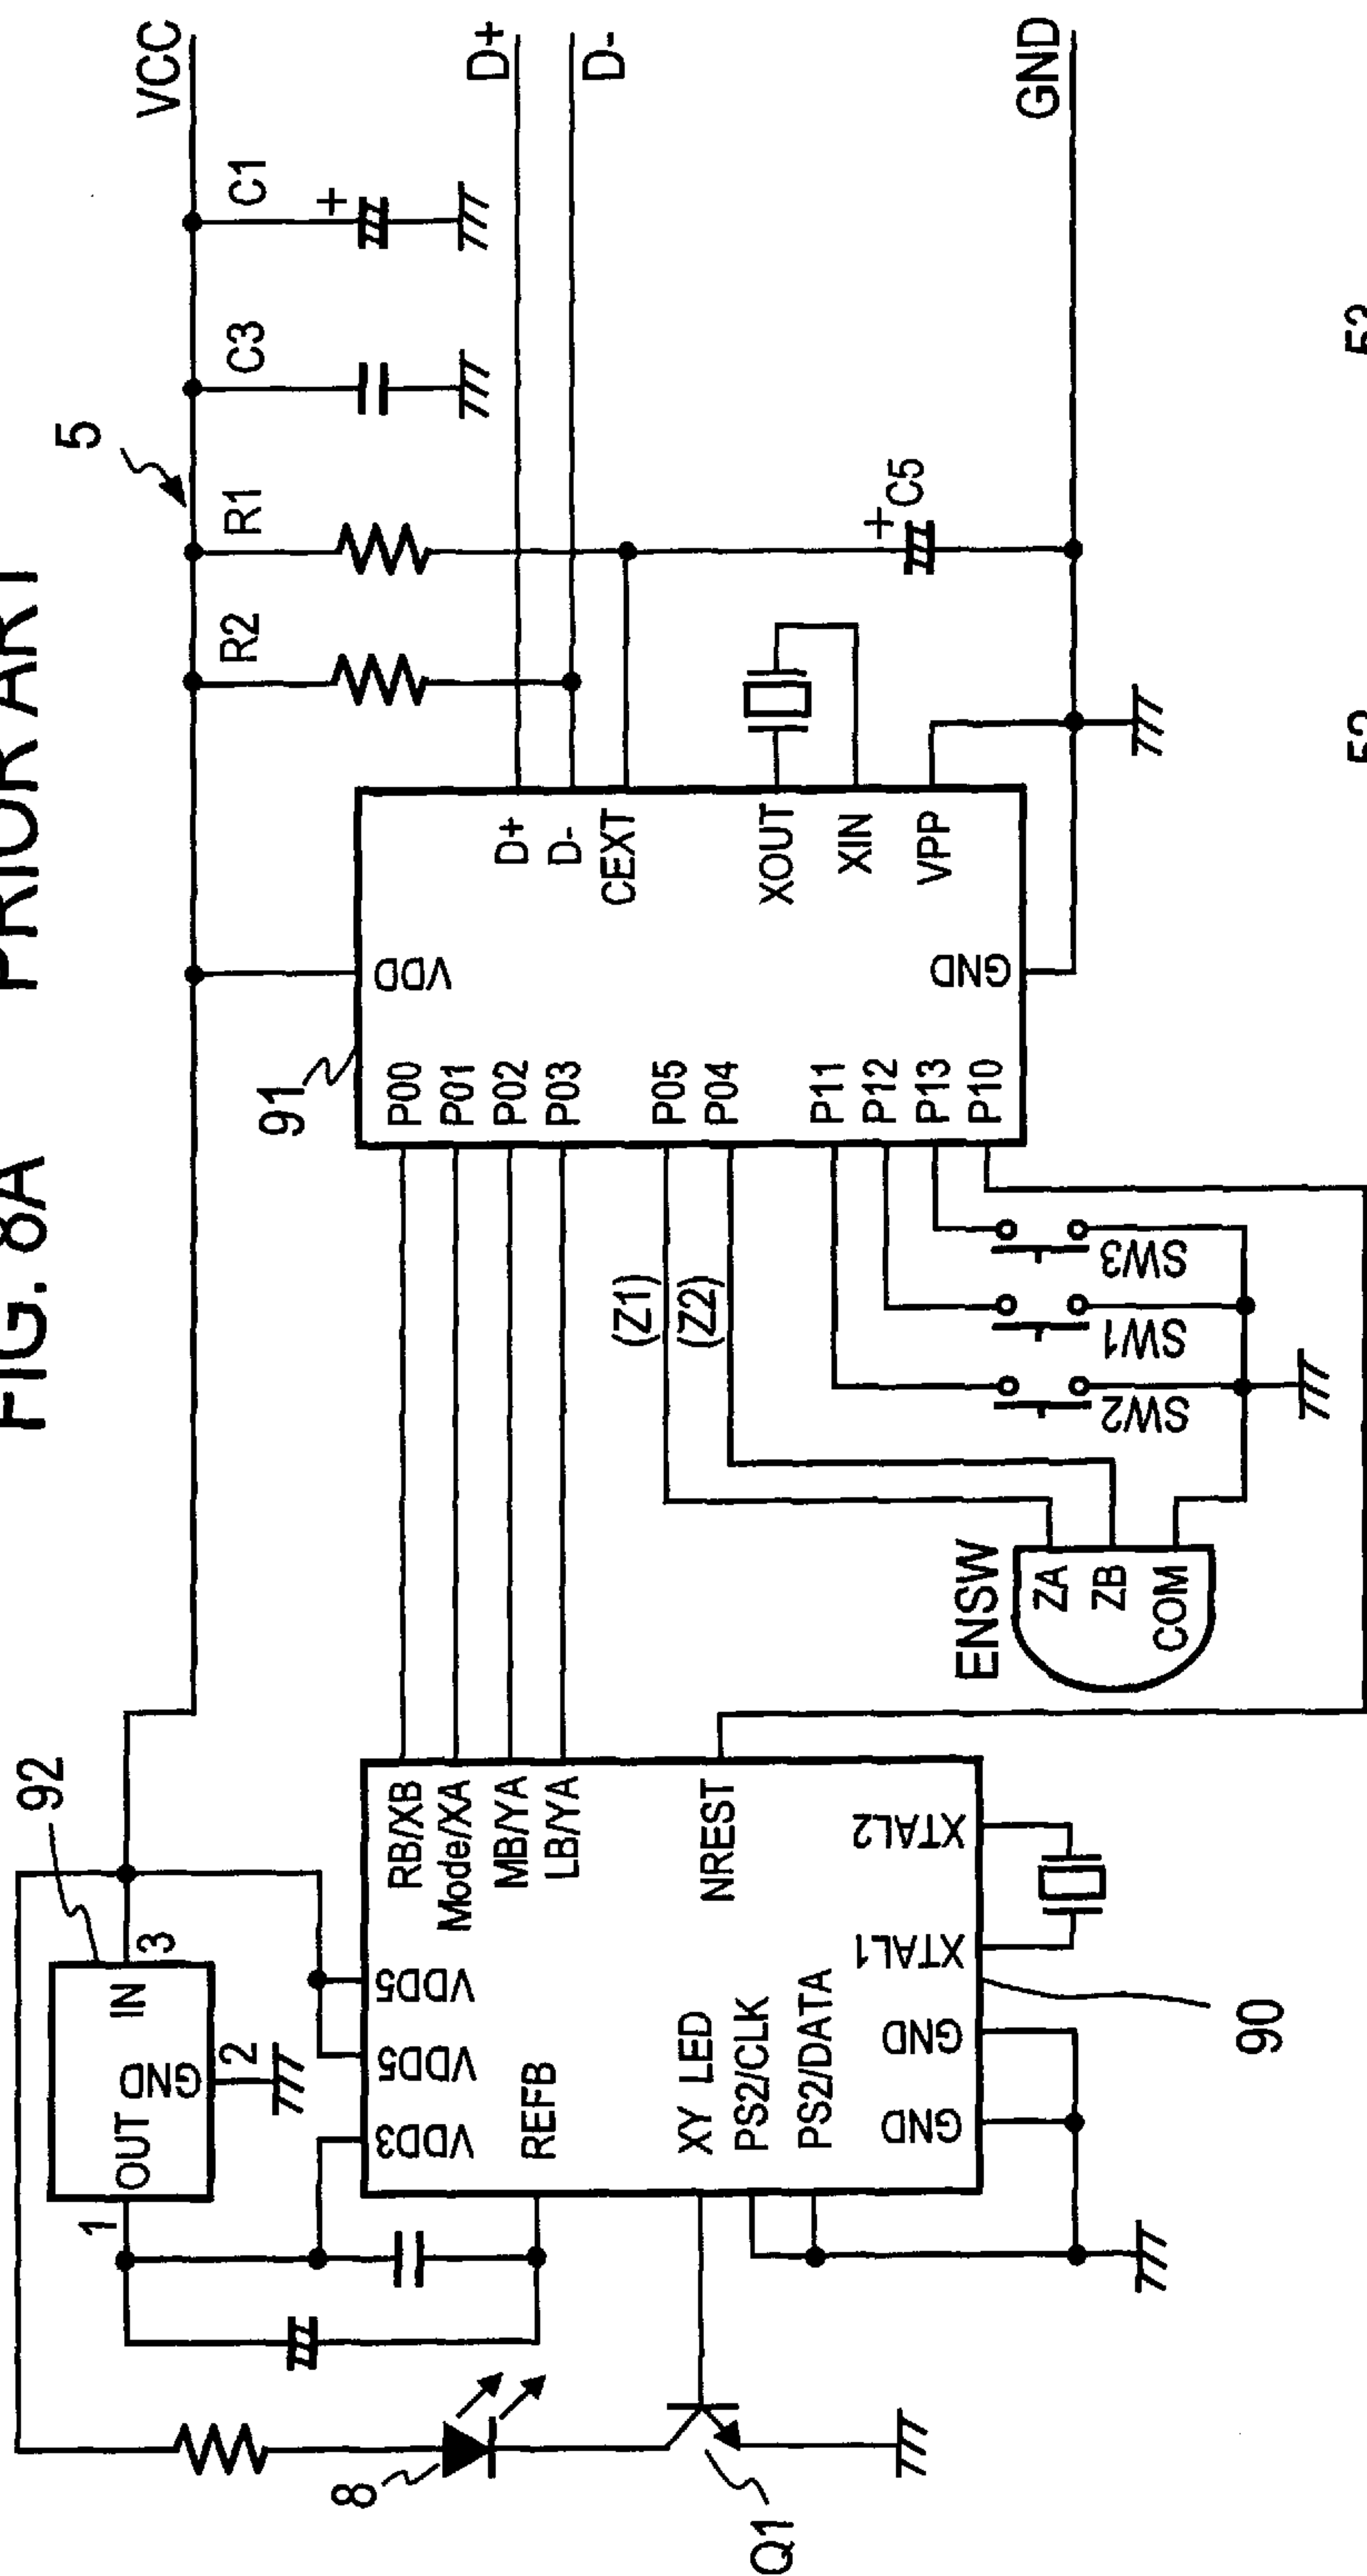 FIG. 8A PRIOR ART
5
VCC
C1
+
C3
R1
R2
D+
D-
GND
+
C5
91
VDD
D+
D-
CEXT
XOUT
XIN
VPP
GND
P00
P01
P02
P03
P05
P04
P11
P12
P13
P10
(Z1)
(Z2)
SW3
SW1
SW2
ENSW
ZA
ZB
COM
92
IN
3
GND
2
OUT
1
RB/XB
Mode/XA
MB/YA
LB/YA
NREST
VDD5
VDD5
VDD3
REFB
XY LED
PS2/CLK
PS2/DATA
XTAL2
XTAL1
GND
GND
90
8
Q1